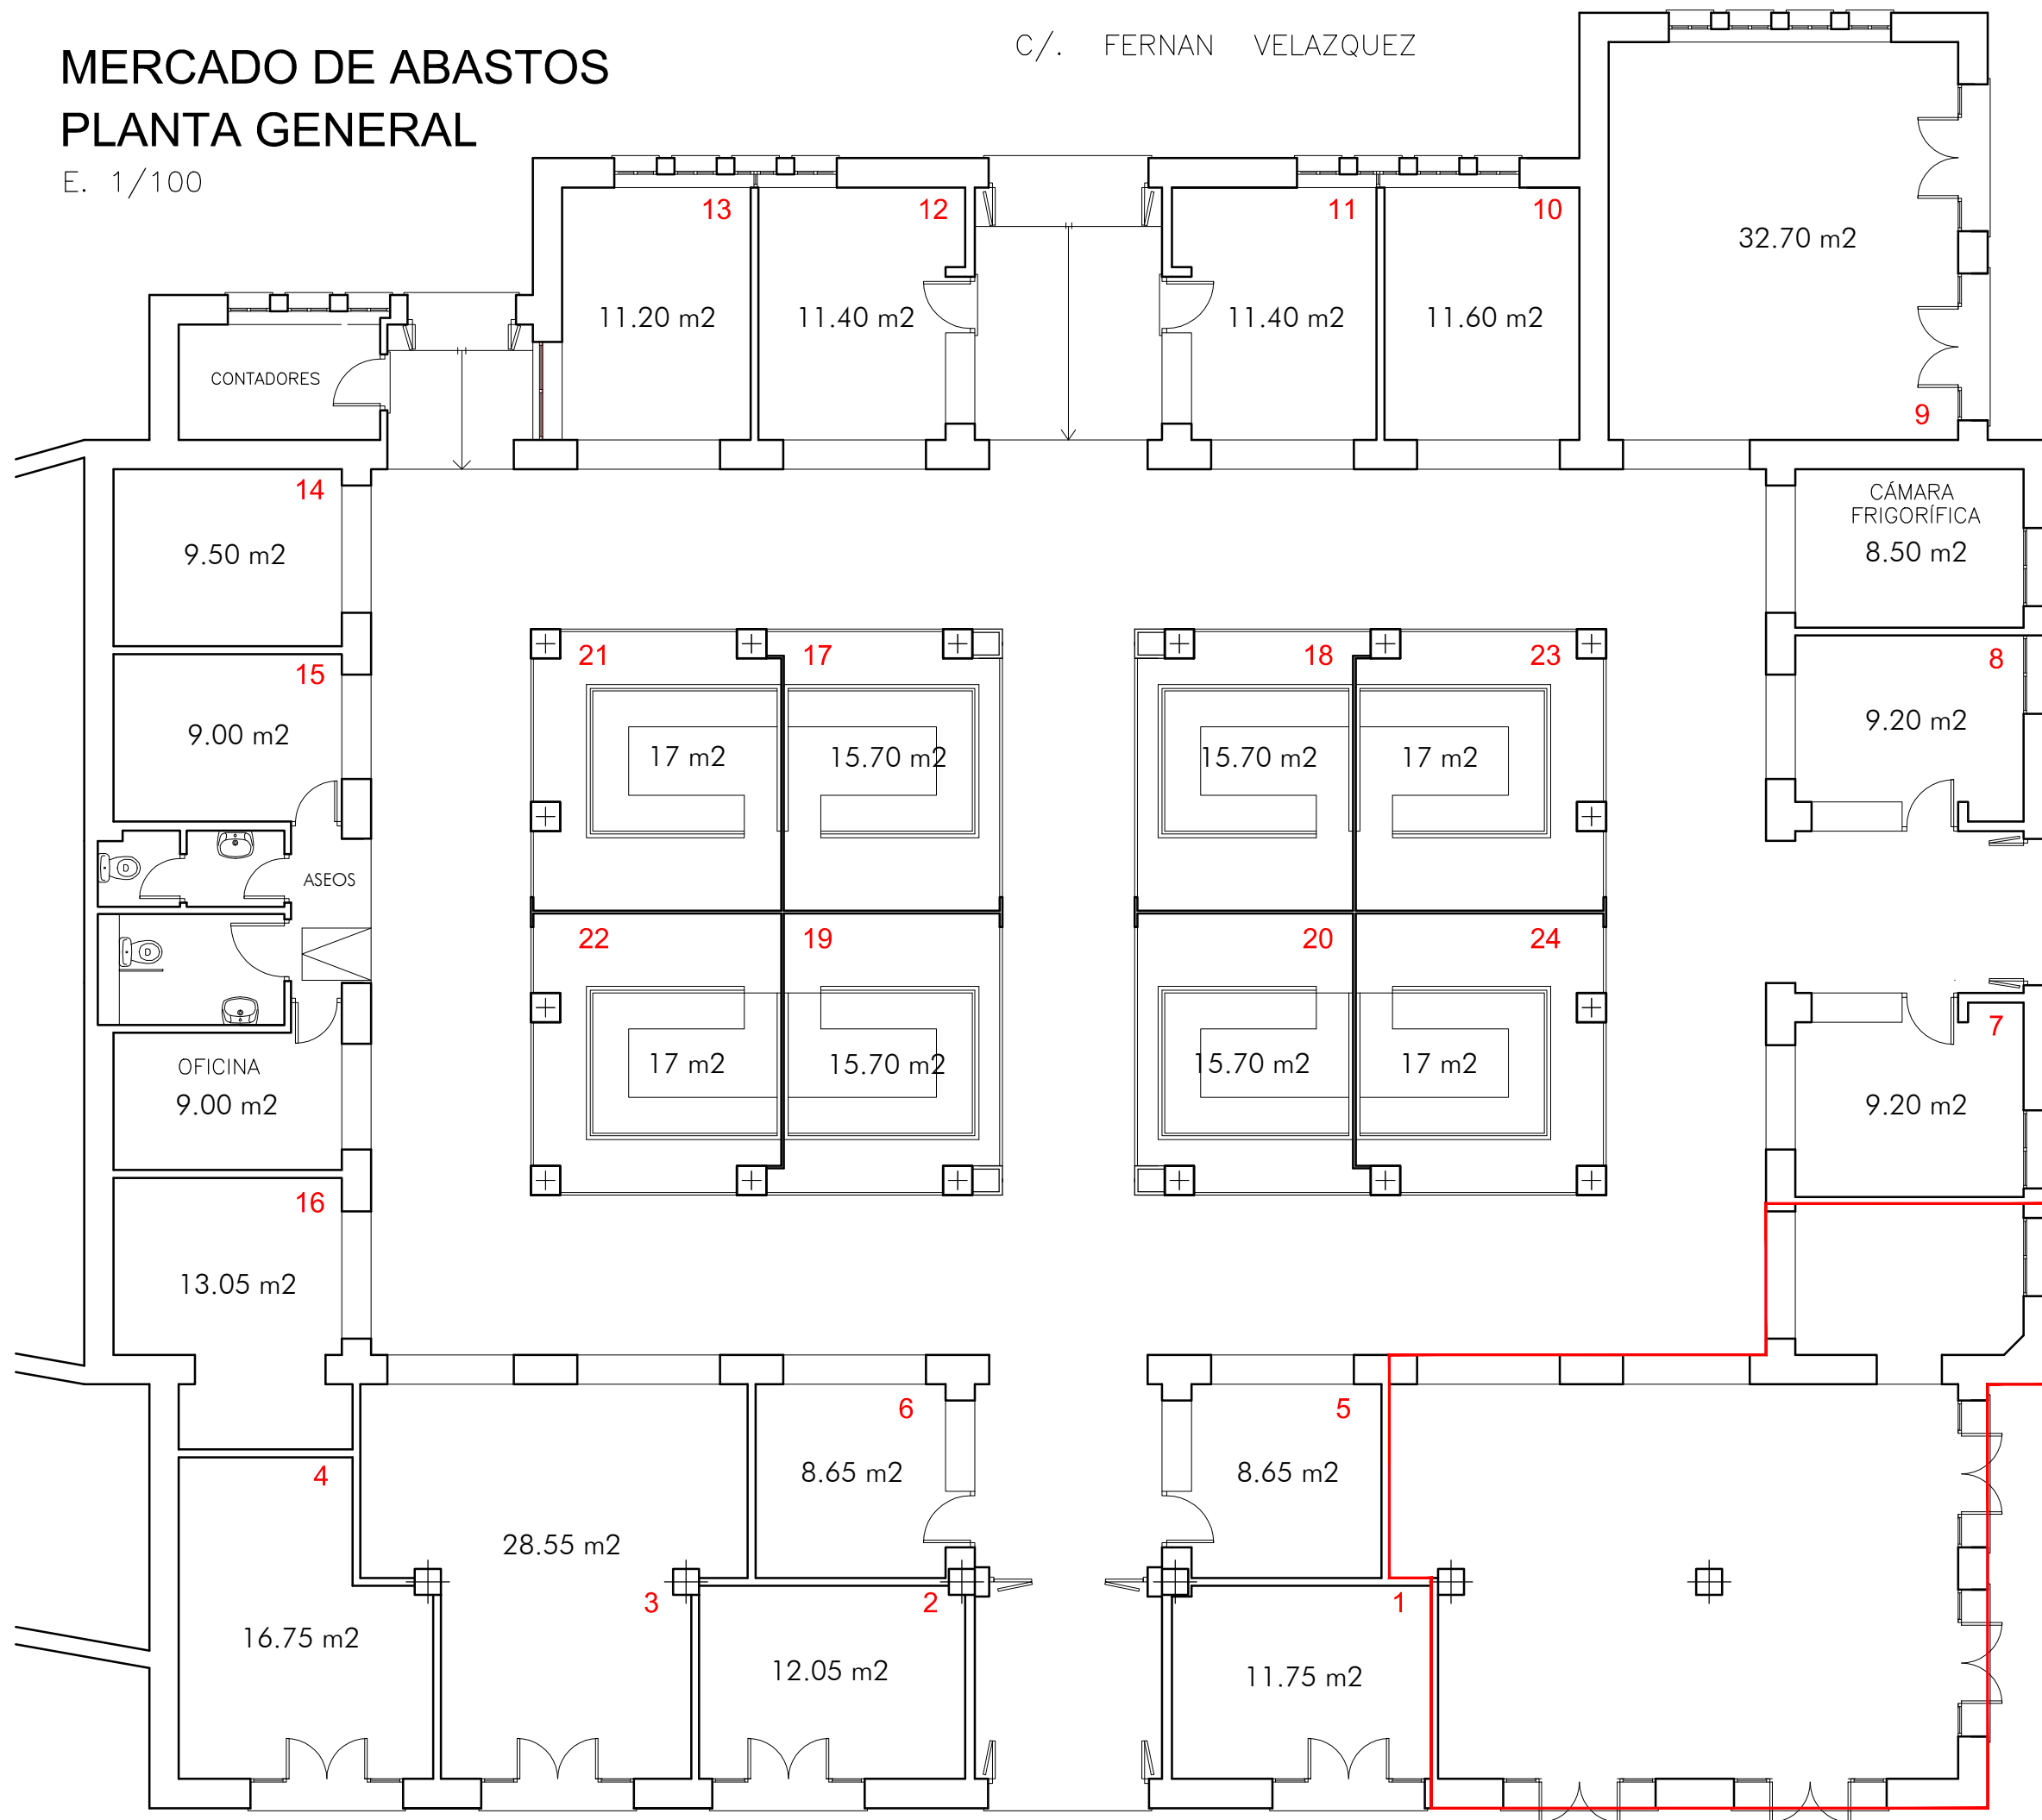 MERCADO DE ABASTOS
PLANTA GENERAL
E. 1/100
C/. FERNAN VELAZQUEZ
13
12
11
10
32.70 m2
11.20 m2
11.40 m2
11.40 m2
11.60 m2
CONTADORES
9
14
9.50 m2
CÁMARA
FRIGORÍFICA
8.50 m2
21
17
18
23
8
15
9.00 m2
17 m2
15.70 m2
15.70 m2
17 m2
9.20 m2
ASEOS
22
19
20
24
7
OFICINA
9.00 m2
17 m2
15.70 m2
15.70 m2
17 m2
9.20 m2
16
13.05 m2
6
5
4
8.65 m2
8.65 m2
28.55 m2
3
2
1
16.75 m2
12.05 m2
11.75 m2